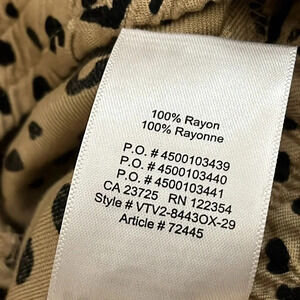 100% Rayon
100% Rayonne
P.O. # 4500103439
P.O. # 4500103440
P.O. # 4500103441
CA 23725 RN 122354
Style # VTV2-8443OX-29
Article # 72445